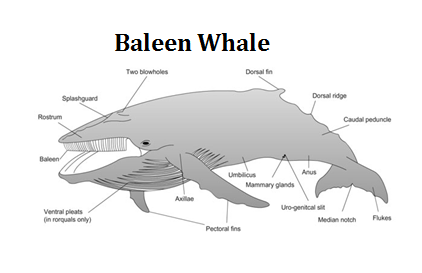 Baleen Whale
Two blowholes
Dorsal fin
Splashguard
Dorsal ridge
Rostrum
Caudal peduncle
Baleen
Umbilicus
Anus
Mammary glands
Axillae
Uro-genitcal slit
Ventral pleats
(in rorquals only)
Median notch
Flukes
Pectoral fins